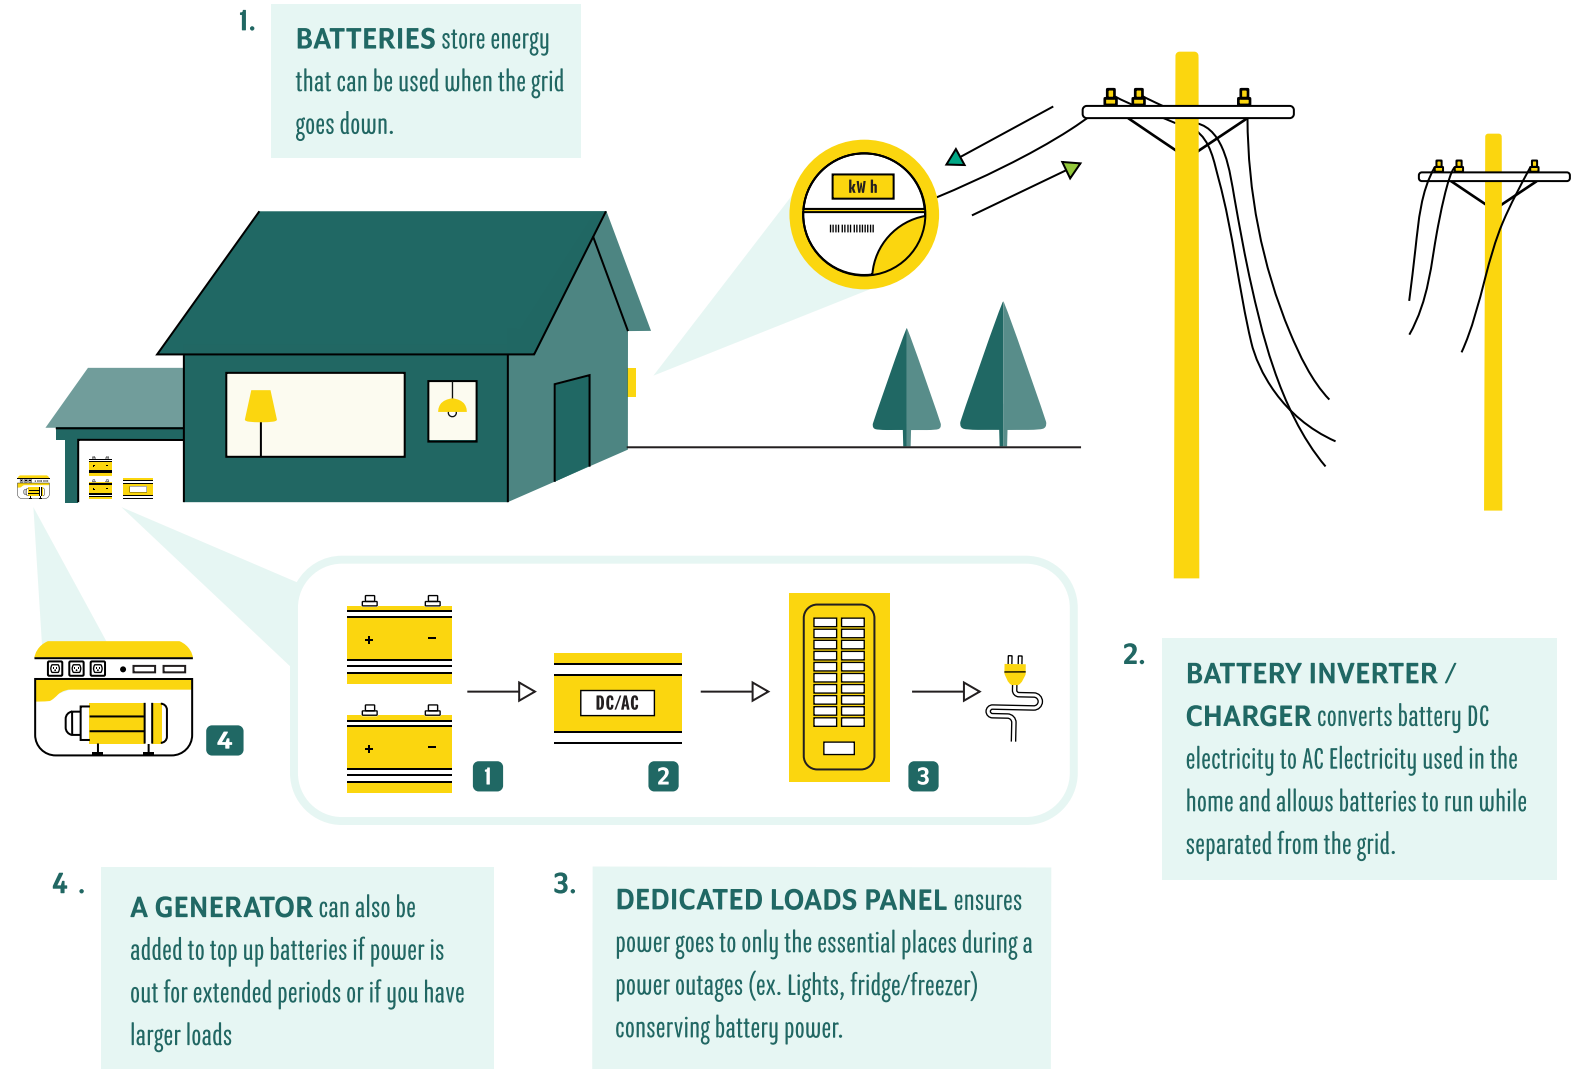 1.
BATTERIES store energy
that can be used when the grid
goes down.
kW h
+ −
+ −
DC/AC
4
1
2
3
2.
BATTERY INVERTER /
CHARGER converts battery DC
electricity to AC Electricity used in the
home and allows batteries to run while
separated from the grid.
4 .
A GENERATOR can also be
added to top up batteries if power is
out for extended periods or if you have
larger loads
3.
DEDICATED LOADS PANEL ensures
power goes to only the essential places during a
power outages (ex. Lights, fridge/freezer)
conserving battery power.